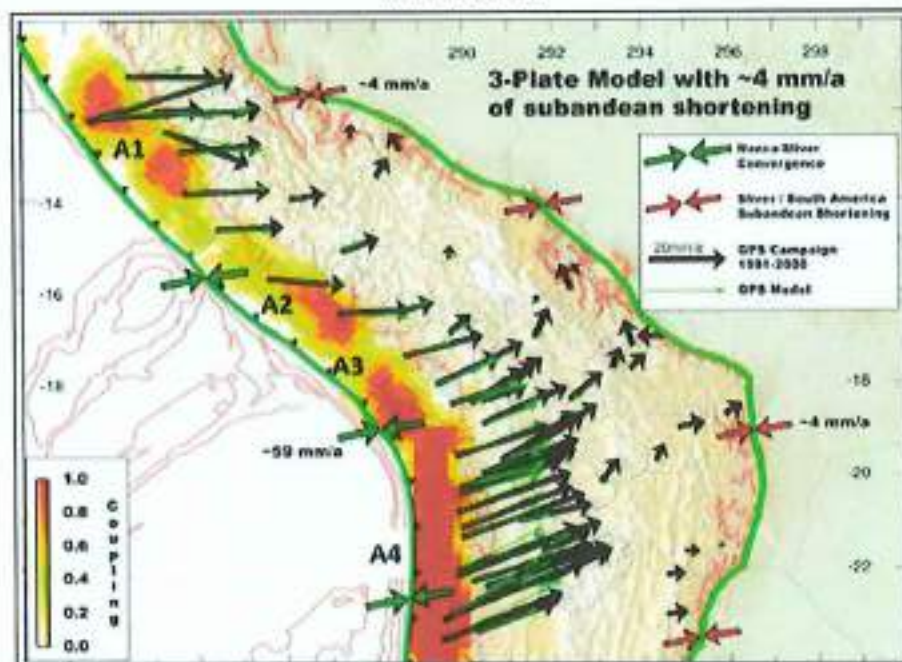 290
292
294
296
298
~4 mm/a
3-Plate Model with ~4 mm/a
of subandean shortening
Nazca-Sliver
Convergence
Sliver / South America
Subandean Shortening
20mm/a
GPS Campaign
GPS Model
A1
-14
A2
-16
A3
-18
-18
~59 mm/a
~4 mm/a
-20
1.0
0.8
0.6
0.4
0.2
0.0
Coupling
A4
-22